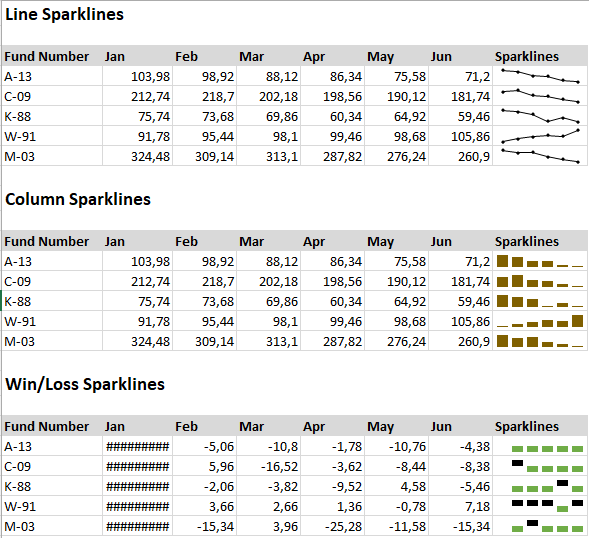 Line Sparklines
Fund Number Jan Feb Mar Apr May Jun Sparklines
A-13 103,98 98,92 88,12 86,34 75,58 71,2
C-09 212,74 218,7 202,18 198,56 190,12 181,74
K-88 75,74 73,68 69,86 60,34 64,92 59,46
W-91 91,78 95,44 98,1 99,46 98,68 105,86
M-03 324,48 309,14 313,1 287,82 276,24 260,9
Column Sparklines
Fund Number Jan Feb Mar Apr May Jun Sparklines
A-13 103,98 98,92 88,12 86,34 75,58 71,2
C-09 212,74 218,7 202,18 198,56 190,12 181,74
K-88 75,74 73,68 69,86 60,34 64,92 59,46
W-91 91,78 95,44 98,1 99,46 98,68 105,86
M-03 324,48 309,14 313,1 287,82 276,24 260,9
Win/Loss Sparklines
Fund Number Jan Feb Mar Apr May Jun Sparklines
A-13 ######### -5,06 -10,8 -1,78 -10,76 -4,38
C-09 ######### 5,96 -16,52 -3,62 -8,44 -8,38
K-88 ######### -2,06 -3,82 -9,52 4,58 -5,46
W-91 ######### 3,66 2,66 1,36 -0,78 7,18
M-03 ######### -15,34 3,96 -25,28 -11,58 -15,34